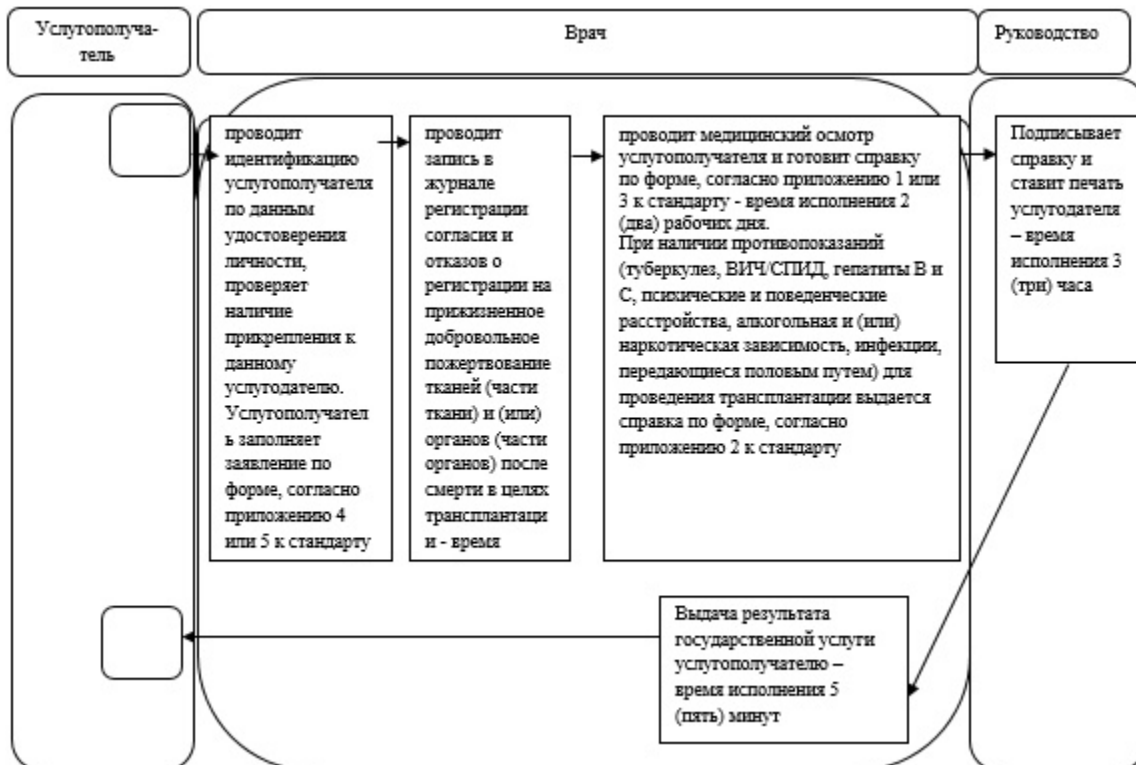 Услугополуча-
тель
Врач
Руководство
проводит
идентификацию
услугополучателя
по данным
удостоверения
личности,
проверяет
наличие
прикрепления к
данному
услугодателю.
Услугополучател
ь заполняет
заявление по
форме, согласно
приложению 4
или 5 к стандарту
проводит
запись в
журнале
регистрации
согласия и
отказов о
регистрации на
прижизненное
добровольное
пожертвование
тканей (части
ткани) и (или)
органов (части
органов) после
смерти в целях
трансплантаци
и - время
проводит медицинский осмотр
услугополучателя и готовит справку
по форме, согласно приложению 1 или
3 к стандарту - время исполнения 2
(два) рабочих дня.
При наличии противопоказаний
(туберкулез, ВИЧ/СПИД, гепатиты В и
С, психические и поведенческие
расстройства, алкогольная и (или)
наркотическая зависимость, инфекции,
передающиеся половым путем) для
проведения трансплантации выдается
справка по форме, согласно
приложению 2 к стандарту
Подписывает
справку и
ставит печать
услугодателя
– время
исполнения 3
(три) часа
Выдача результата
государственной услуги
услугополучателю –
время исполнения 5
(пять) минут